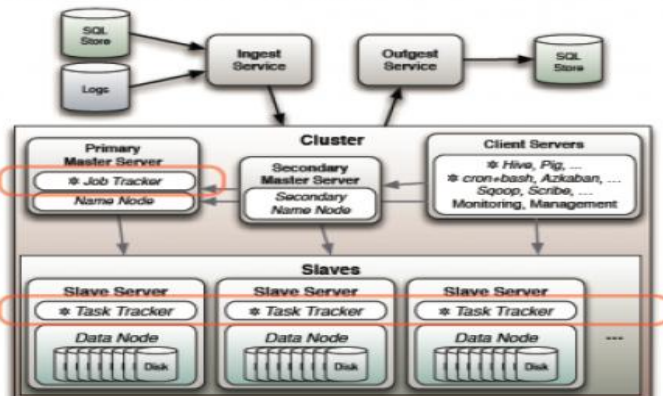 SQL
Store
Logs
Ingest
Service
Outgest
Service
SQL
Store
Cluster
Primary
Master Server
* Job Tracker
Name Node
Secondary
Master Server
Secondary
Name Node
Client Servers
* Hive, Pig, ...
* cron+bash, Azkaban, ...
Sqoop, Scribe, ...
Monitoring, Management
Slaves
Slave Server
* Task Tracker
Data Node
Disk
Slave Server
* Task Tracker
Data Node
Disk
Slave Server
* Task Tracker
Data Node
Disk
...